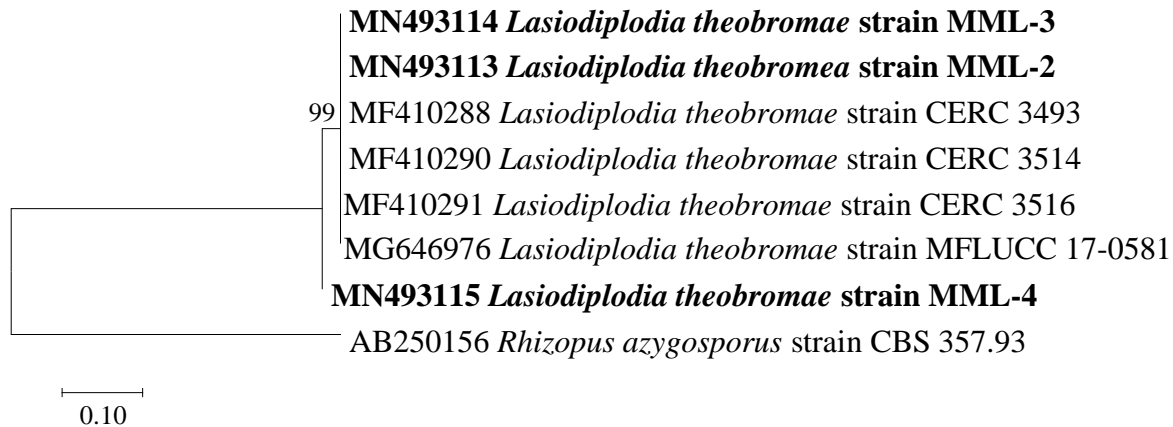 MN493114 Lasiodiplodia theobromae strain MML-3
MN493113 Lasiodiplodia theobromea strain MML-2
99 MF410288 Lasiodiplodia theobromae strain CERC 3493
MF410290 Lasiodiplodia theobromae strain CERC 3514
MF410291 Lasiodiplodia theobromae strain CERC 3516
MG646976 Lasiodiplodia theobromae strain MFLUCC 17-0581
MN493115 Lasiodiplodia theobromae strain MML-4
AB250156 Rhizopus azygosporus strain CBS 357.93
0.10